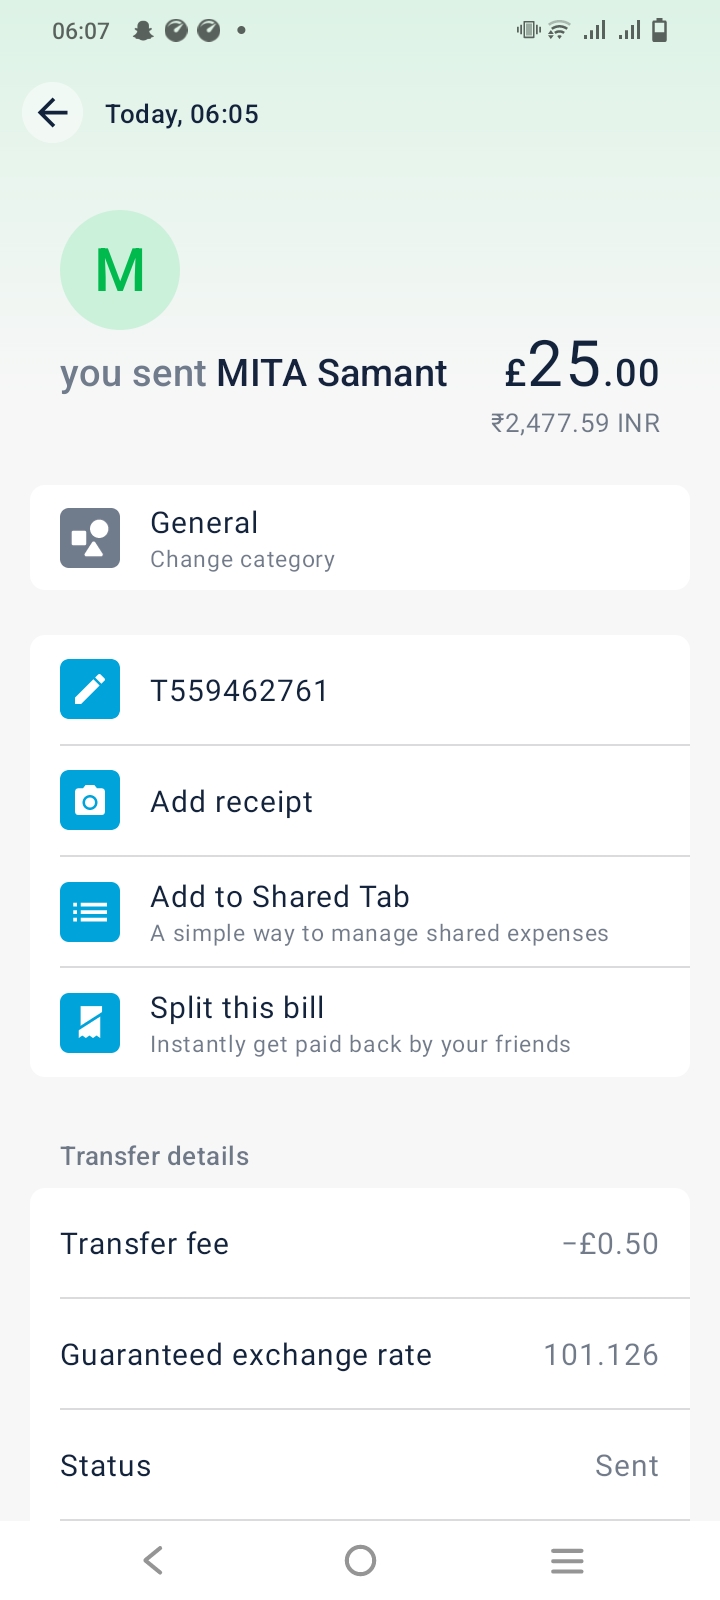 06:07
Today, 06:05
M
you sent MITA Samant
£25.00
₹2,477.59 INR
General
Change category
T559462761
Add receipt
Add to Shared Tab
A simple way to manage shared expenses
Split this bill
Instantly get paid back by your friends
Transfer details
Transfer fee −£0.50
Guaranteed exchange rate 101.126
Status Sent